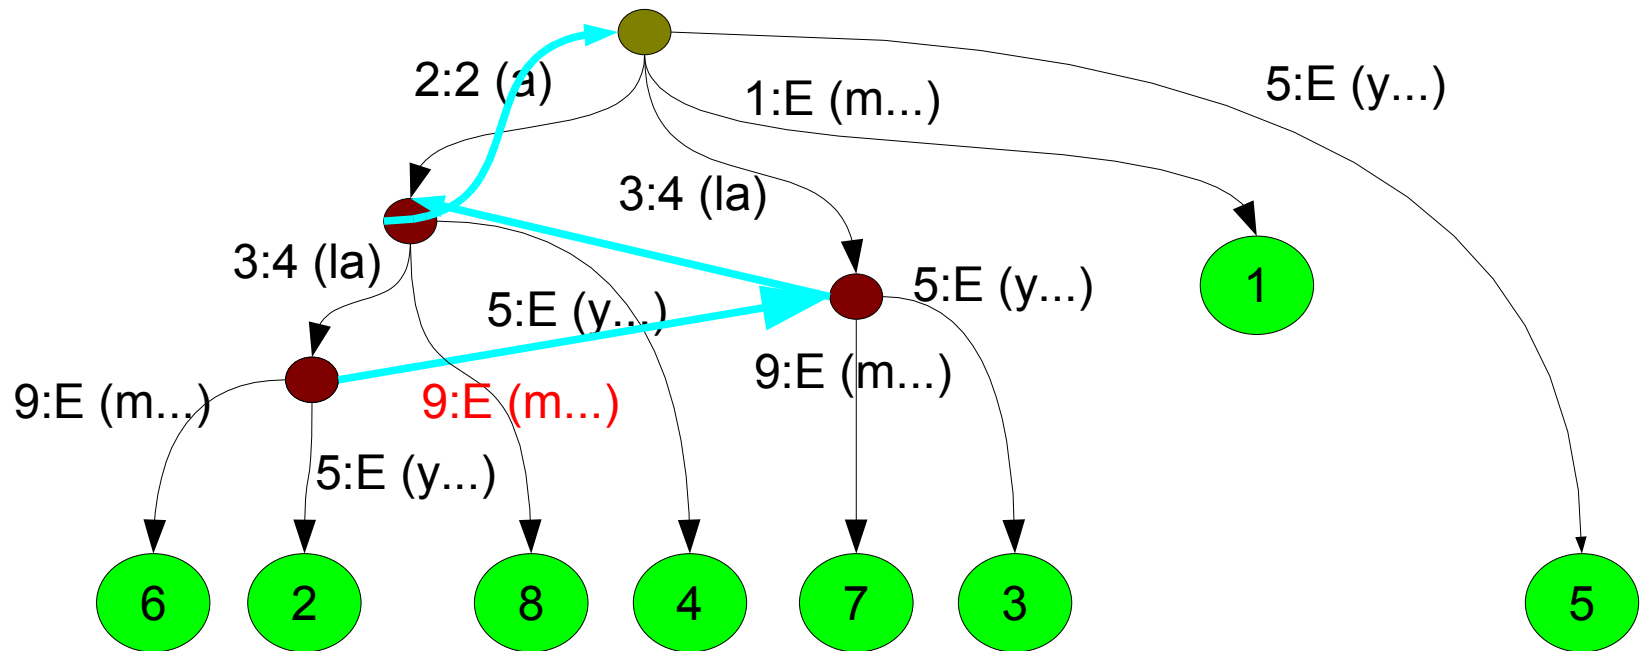 2:2 (a)
1:E (m...)
5:E (y...)
3:4 (la)
3:4 (la)
5:E (y...)
1
5:E (y...)
9:E (m...)
9:E (m...)
9:E (m...)
5:E (y...)
6
2
8
4
7
3
5